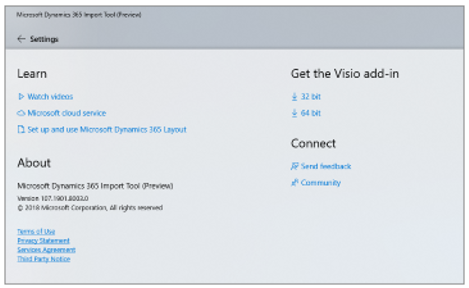 Microsoft Dynamics 365 Import Tool (Preview)
Settings
Learn
Watch videos
Microsoft cloud service
Set up and use Microsoft Dynamics 365 Layout
About
Microsoft Dynamics 365 Import Tool (Preview)
Version 107.1901.8003.0
© 2018 Microsoft Corporation, All rights reserved
Terms of Use
Privacy Statement
Services Agreement
Third Party Notice
Get the Visio add-in
32 bit
64 bit
Connect
Send feedback
Community